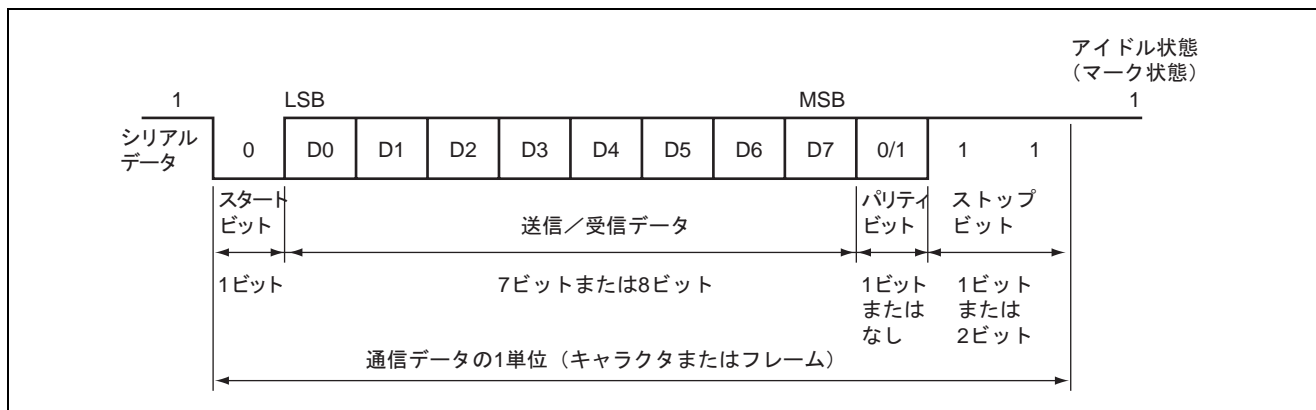 アイドル状態
（マーク状態）
1 LSB MSB 1
シリアル
データ
0 D0 D1 D2 D3 D4 D5 D6 D7 0/1 1 1
スタート
ビット
送信／受信データ
パリティ
ビット
ストップ
ビット
1ビット
7ビットまたは8ビット
1ビット
または
なし
1ビット
または
2ビット
通信データの1単位（キャラクタまたはフレーム）